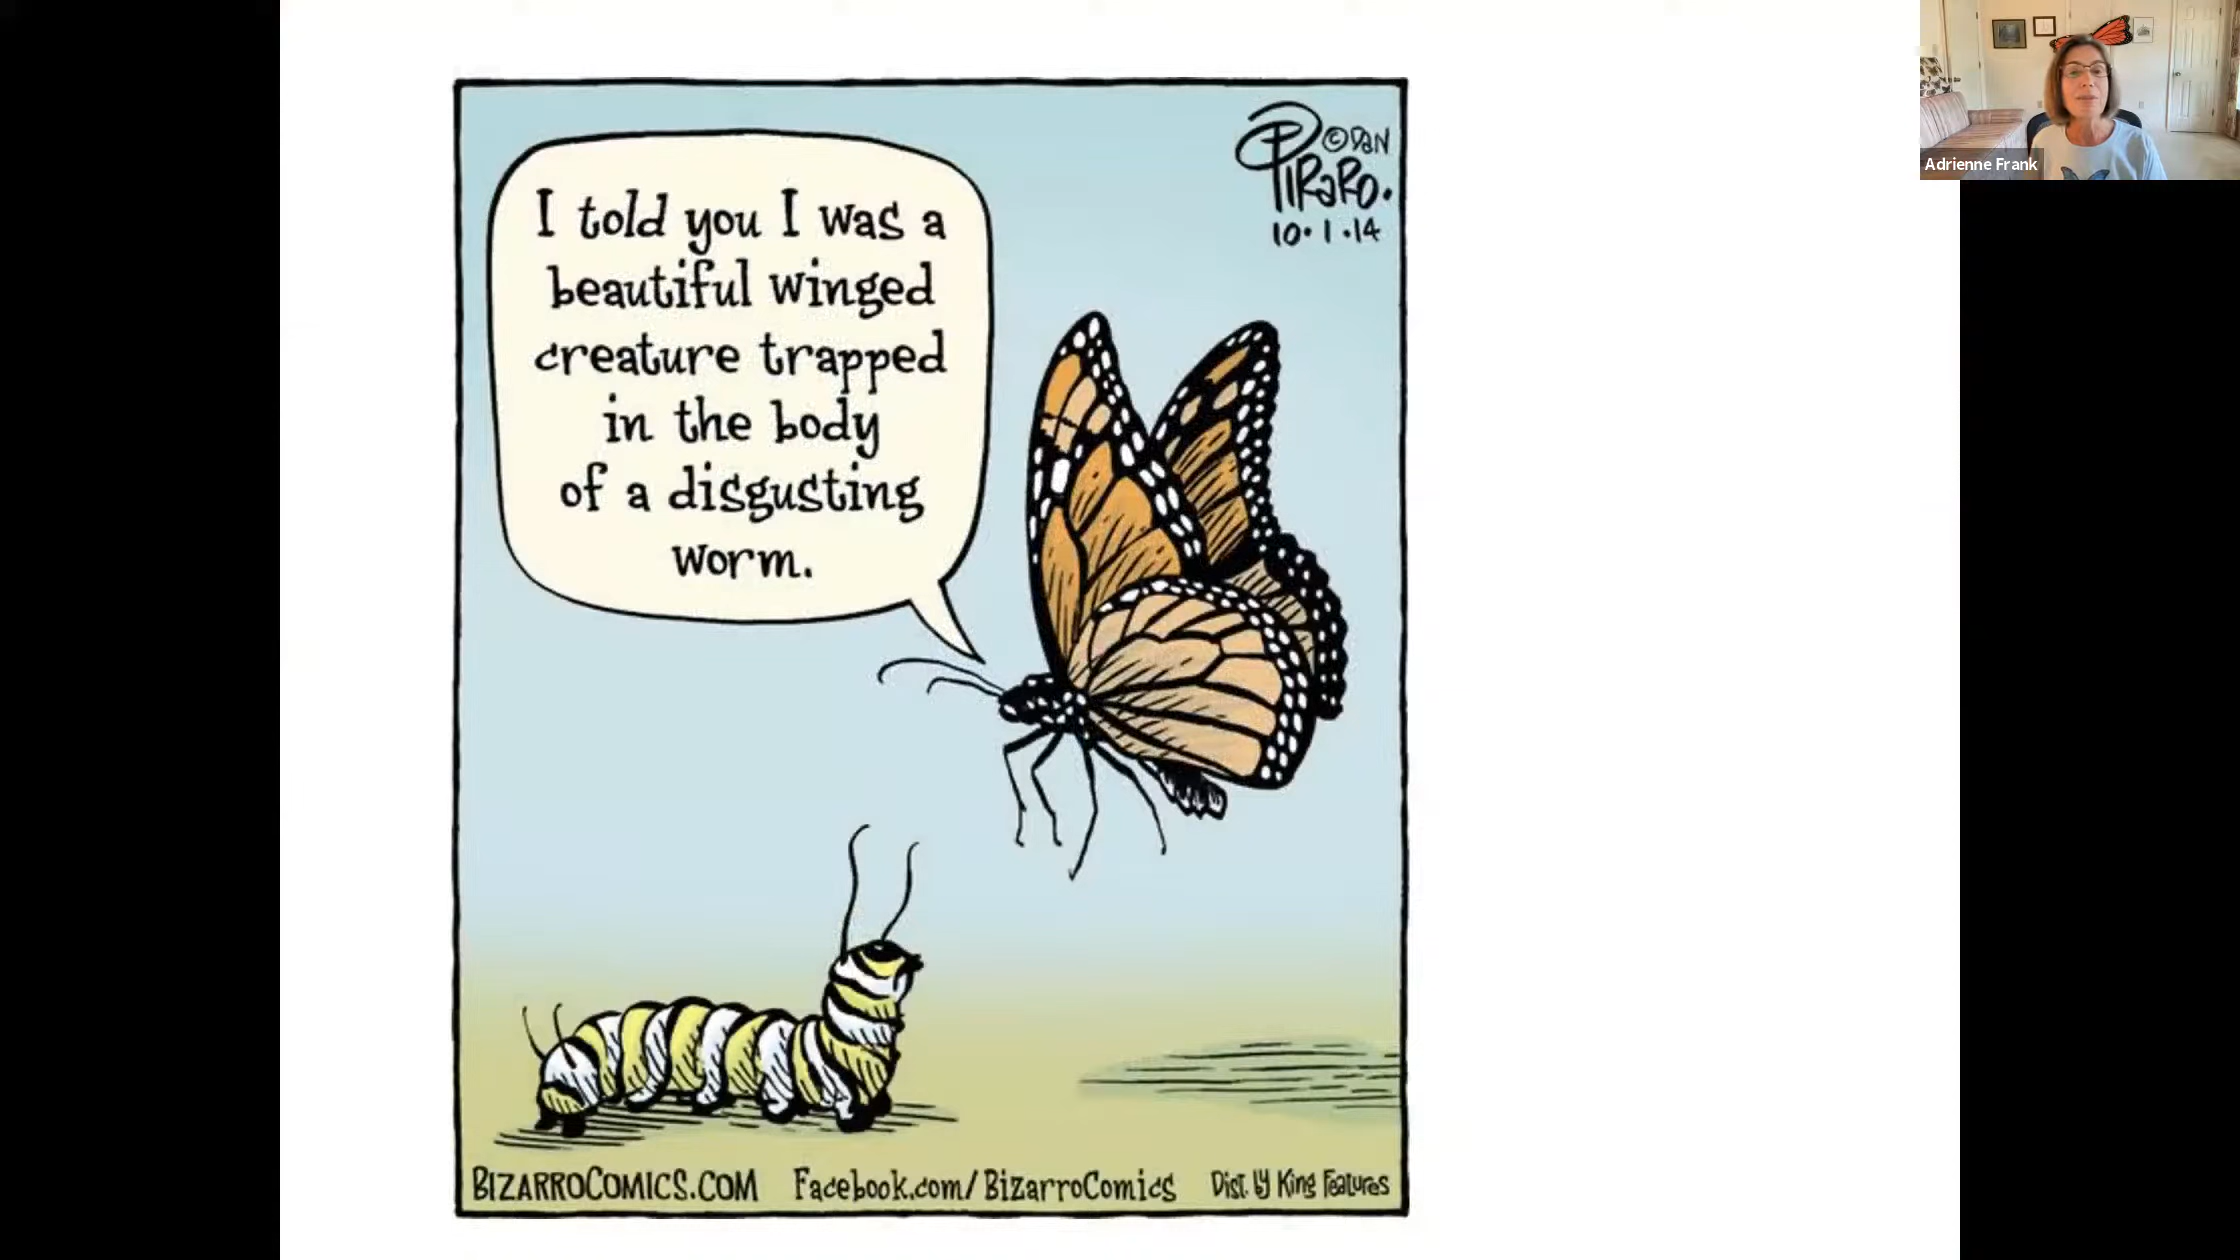 I told you I was a
beautiful winged
creature trapped
in the body
of a disgusting
worm.
©Dan
Piraro.
10.1.14
BizarroComics.com Facebook.com/BizarroComics Dist. by King Features
Adrienne Frank